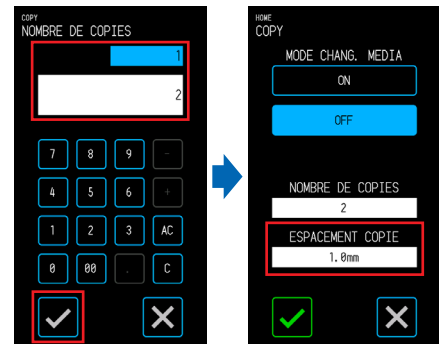 COPY
NOMBRE DE COPIES
1
2
7 8 9 -
4 5 6 +
1 2 3 AC
0 00 . C
HOME
COPY
MODE CHANG. MEDIA
ON
OFF
NOMBRE DE COPIES
2
ESPACEMENT COPIE
1.0mm